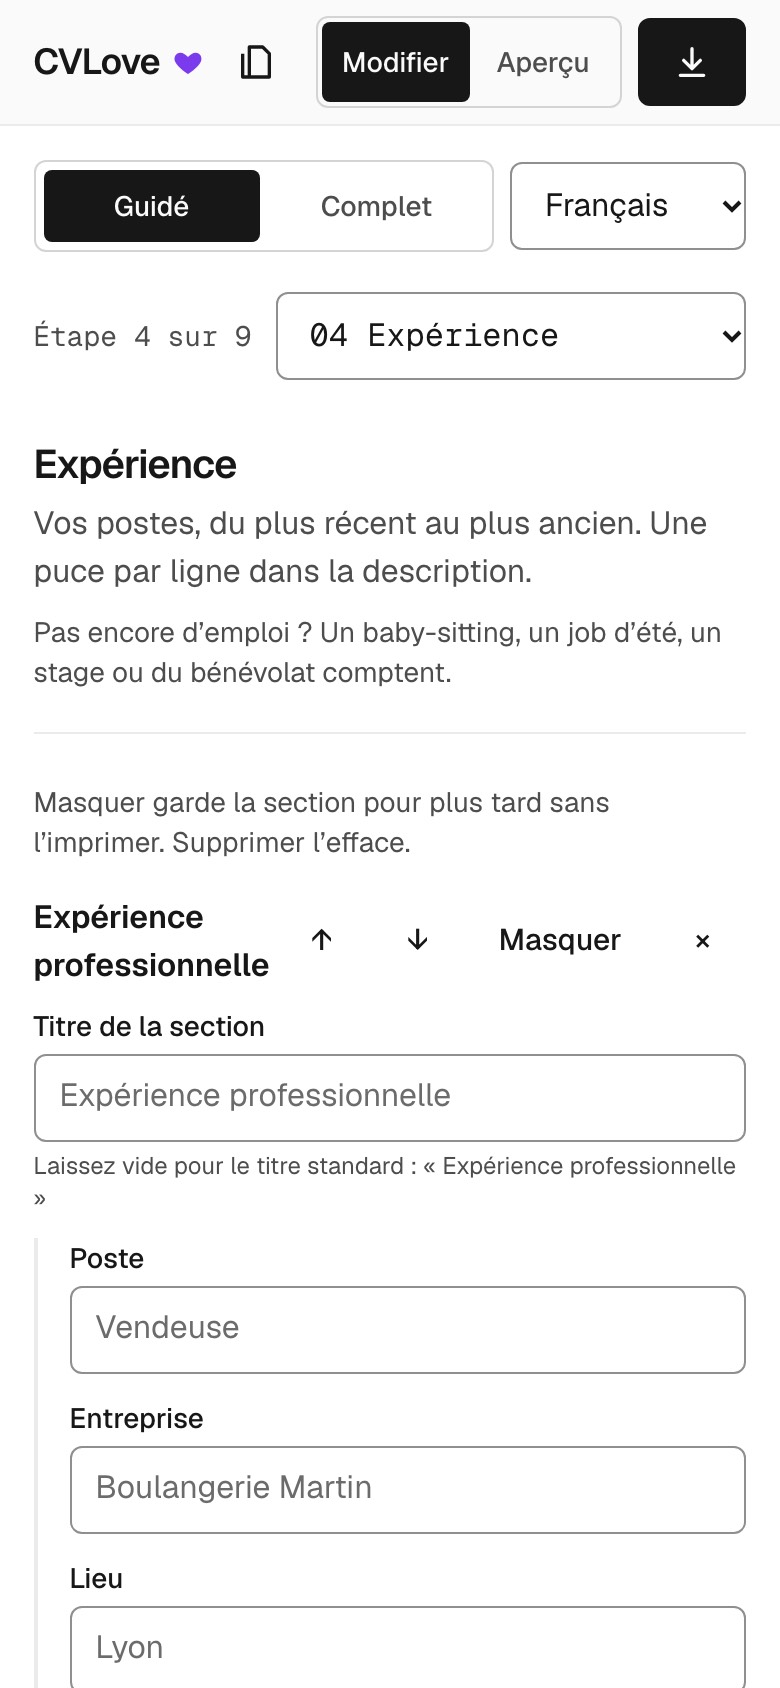 CVLove
Modifier
Aperçu
Guidé
Complet
Français
Étape 4 sur 9
04 Expérience
Expérience
Vos postes, du plus récent au plus ancien. Une
puce par ligne dans la description.
Pas encore d’emploi ? Un baby-sitting, un job d’été, un
stage ou du bénévolat comptent.
Masquer garde la section pour plus tard sans
l’imprimer. Supprimer l’efface.
Expérience
professionnelle
↑ ↓ Masquer ×
Titre de la section
Expérience professionnelle
Laissez vide pour le titre standard : « Expérience professionnelle
»
Poste
Vendeuse
Entreprise
Boulangerie Martin
Lieu
Lyon